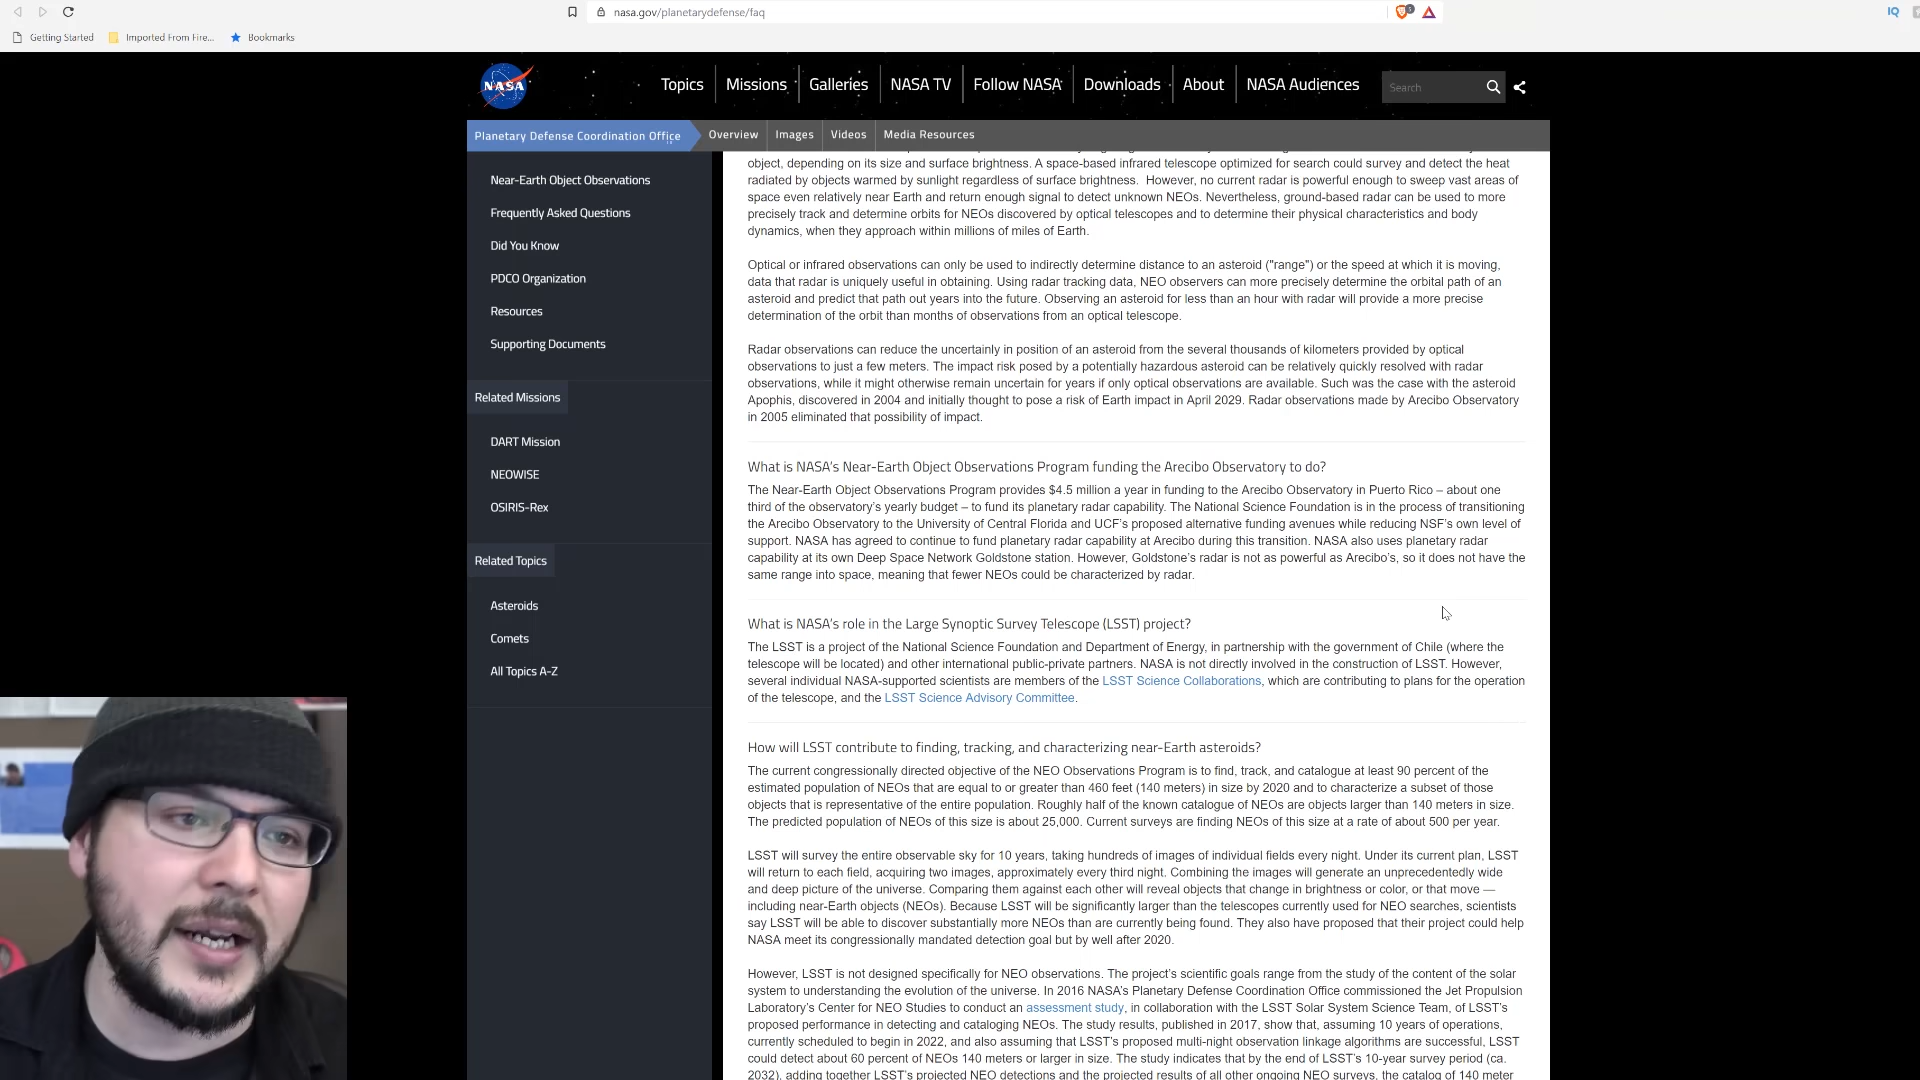 nasa.gov/planetarydefense/faq
IQ
Getting Started
Imported From Fire...
Bookmarks
NASA
Topics
Missions
Galleries
NASA TV
Follow NASA
Downloads
About
NASA Audiences
Search
Planetary Defense Coordination Office
Overview
Images
Videos
Media Resources
Near-Earth Object Observations
Frequently Asked Questions
Did You Know
PDCO Organization
Resources
Supporting Documents
Related Missions
DART Mission
NEOWISE
OSIRIS-Rex
Related Topics
Asteroids
Comets
All Topics A-Z
object, depending on its size and surface brightness. A space-based infrared telescope optimized for search could survey and detect the heat
radiated by objects warmed by sunlight regardless of surface brightness. However, no current radar is powerful enough to sweep vast areas of
space even relatively near Earth and return enough signal to detect unknown NEOs. Nevertheless, ground-based radar can be used to more
precisely track and determine orbits for NEOs discovered by optical telescopes and to determine their physical characteristics and body
dynamics, when they approach within millions of miles of Earth.
Optical or infrared observations can only be used to indirectly determine distance to an asteroid ("range") or the speed at which it is moving,
data that radar is uniquely useful in obtaining. Using radar tracking data, NEO observers can more precisely determine the orbital path of an
asteroid and predict that path out years into the future. Observing an asteroid for less than an hour with radar will provide a more precise
determination of the orbit than months of observations from an optical telescope.
Radar observations can reduce the uncertainly in position of an asteroid from the several thousands of kilometers provided by optical
observations to just a few meters. The impact risk posed by a potentially hazardous asteroid can be relatively quickly resolved with radar
observations, while it might otherwise remain uncertain for years if only optical observations are available. Such was the case with the asteroid
Apophis, discovered in 2004 and initially thought to pose a risk of Earth impact in April 2029. Radar observations made by Arecibo Observatory
in 2005 eliminated that possibility of impact.
What is NASA's Near-Earth Object Observations Program funding the Arecibo Observatory to do?
The Near-Earth Object Observations Program provides $4.5 million a year in funding to the Arecibo Observatory in Puerto Rico – about one
third of the observatory's yearly budget – to fund its planetary radar capability. The National Science Foundation is in the process of transitioning
the Arecibo Observatory to the University of Central Florida and UCF's proposed alternative funding avenues while reducing NSF's own level of
support. NASA has agreed to continue to fund planetary radar capability at Arecibo during this transition. NASA also uses planetary radar
capability at its own Deep Space Network Goldstone station. However, Goldstone's radar is not as powerful as Arecibo's, so it does not have the
same range into space, meaning that fewer NEOs could be characterized by radar.
What is NASA's role in the Large Synoptic Survey Telescope (LSST) project?
The LSST is a project of the National Science Foundation and Department of Energy, in partnership with the government of Chile (where the
telescope will be located) and other international public-private partners. NASA is not directly involved in the construction of LSST. However,
several individual NASA-supported scientists are members of the LSST Science Collaborations, which are contributing to plans for the operation
of the telescope, and the LSST Science Advisory Committee.
How will LSST contribute to finding, tracking, and characterizing near-Earth asteroids?
The current congressionally directed objective of the NEO Observations Program is to find, track, and catalogue at least 90 percent of the
estimated population of NEOs that are equal to or greater than 460 feet (140 meters) in size by 2020 and to characterize a subset of those
objects that is representative of the entire population. Roughly half of the known catalogue of NEOs are objects larger than 140 meters in size.
The predicted population of NEOs of this size is about 25,000. Current surveys are finding NEOs of this size at a rate of about 500 per year.
LSST will survey the entire observable sky for 10 years, taking hundreds of images of individual fields every night. Under its current plan, LSST
will return to each field, acquiring two images, approximately every third night. Combining the images will generate an unprecedentedly wide
and deep picture of the universe. Comparing them against each other will reveal objects that change in brightness or color, or that move —
including near-Earth objects (NEOs). Because LSST will be significantly larger than the telescopes currently used for NEO searches, scientists
say LSST will be able to discover substantially more NEOs than are currently being found. They also have proposed that their project could help
NASA meet its congressionally mandated detection goal but by well after 2020.
However, LSST is not designed specifically for NEO observations. The project's scientific goals range from the study of the content of the solar
system to understanding the evolution of the universe. In 2016 NASA's Planetary Defense Coordination Office commissioned the Jet Propulsion
Laboratory's Center for NEO Studies to conduct an assessment study, in collaboration with the LSST Solar System Science Team, of LSST's
proposed performance in detecting and cataloging NEOs. The study results, published in 2017, show that, assuming 10 years of operations,
currently scheduled to begin in 2022, and also assuming that LSST's proposed multi-night observation linkage algorithms are successful, LSST
could detect about 60 percent of NEOs 140 meters or larger in size. The study indicates that by the end of LSST's 10-year survey period (ca.
2032), adding together LSST's projected NEO detections and the projected results of all other ongoing NEO surveys, the catalog of 140 meter